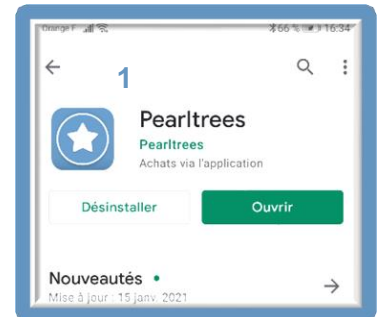 Orange F 66 % 16:34
1
Pearltrees
Pearltrees
Achats via l'application
Désinstaller Ouvrir
Nouveautés •
Mise à jour : 15 janv. 2021